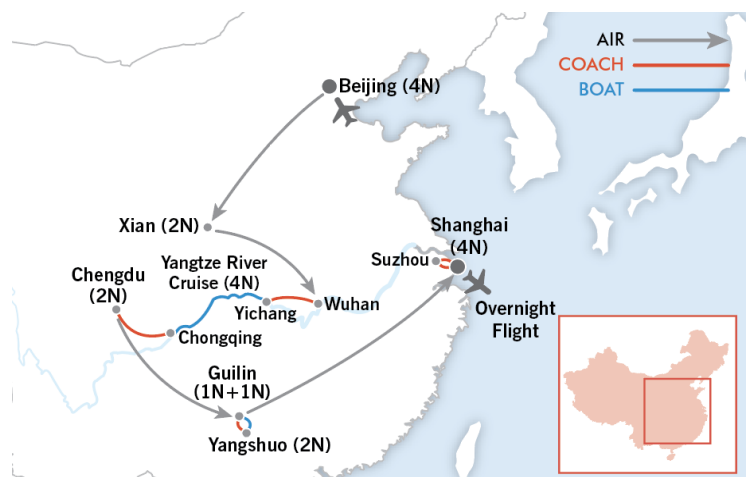 AIR
COACH
BOAT
Beijing (4N)
Xian (2N)
Shanghai
(4N)
Suzhou
Chengdu
(2N)
Yangtze River
Cruise (4N)
Yichang
Wuhan
Overnight
Flight
Chongqing
Guilin
(1N+1N)
Yangshuo (2N)